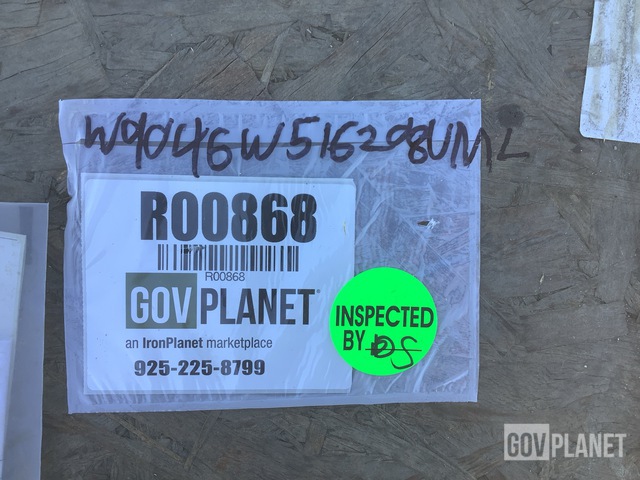 W9046W516298UML
R00868
R00868
GOVPLANET®
an IronPlanet marketplace
925-225-8799
INSPECTED
BY DS
GOVPLANET